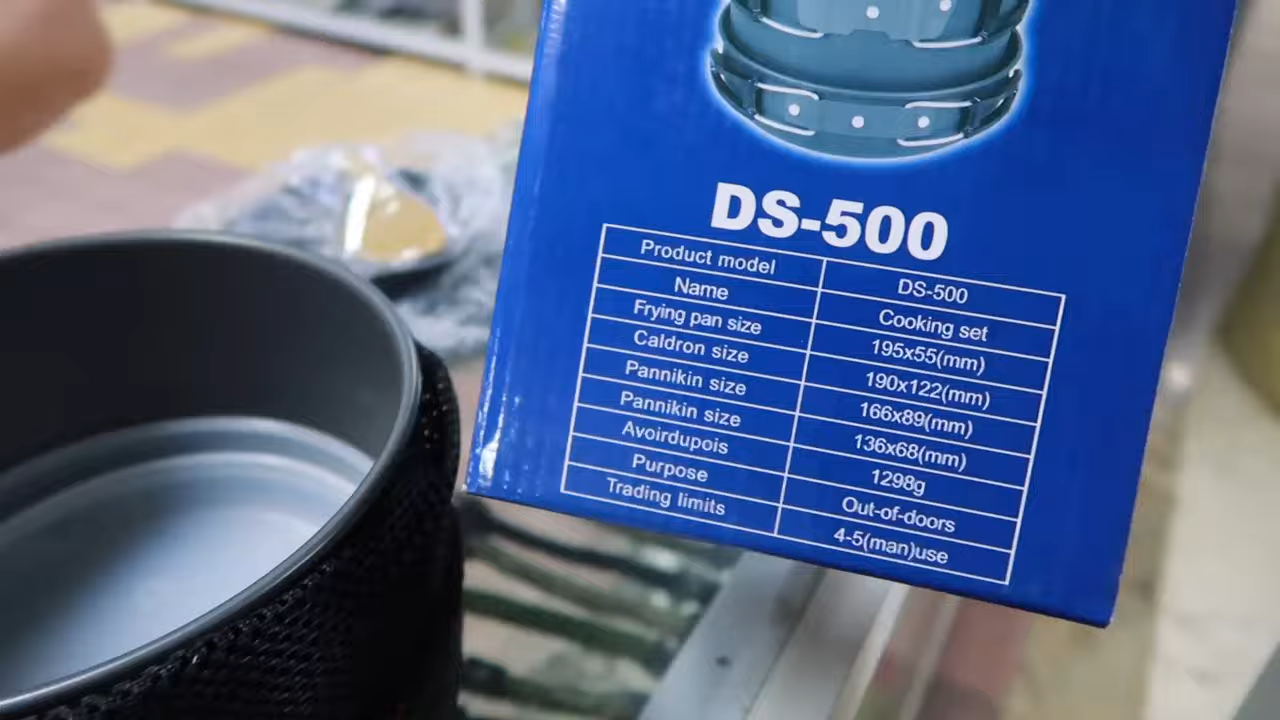 DS-500
Product model DS-500
Name Cooking set
Frying pan size 195x55(mm)
Caldron size 190x122(mm)
Pannikin size 166x89(mm)
Pannikin size 136x68(mm)
Avoirdupois 1298g
Purpose Out-of-doors
Trading limits 4-5(man)use